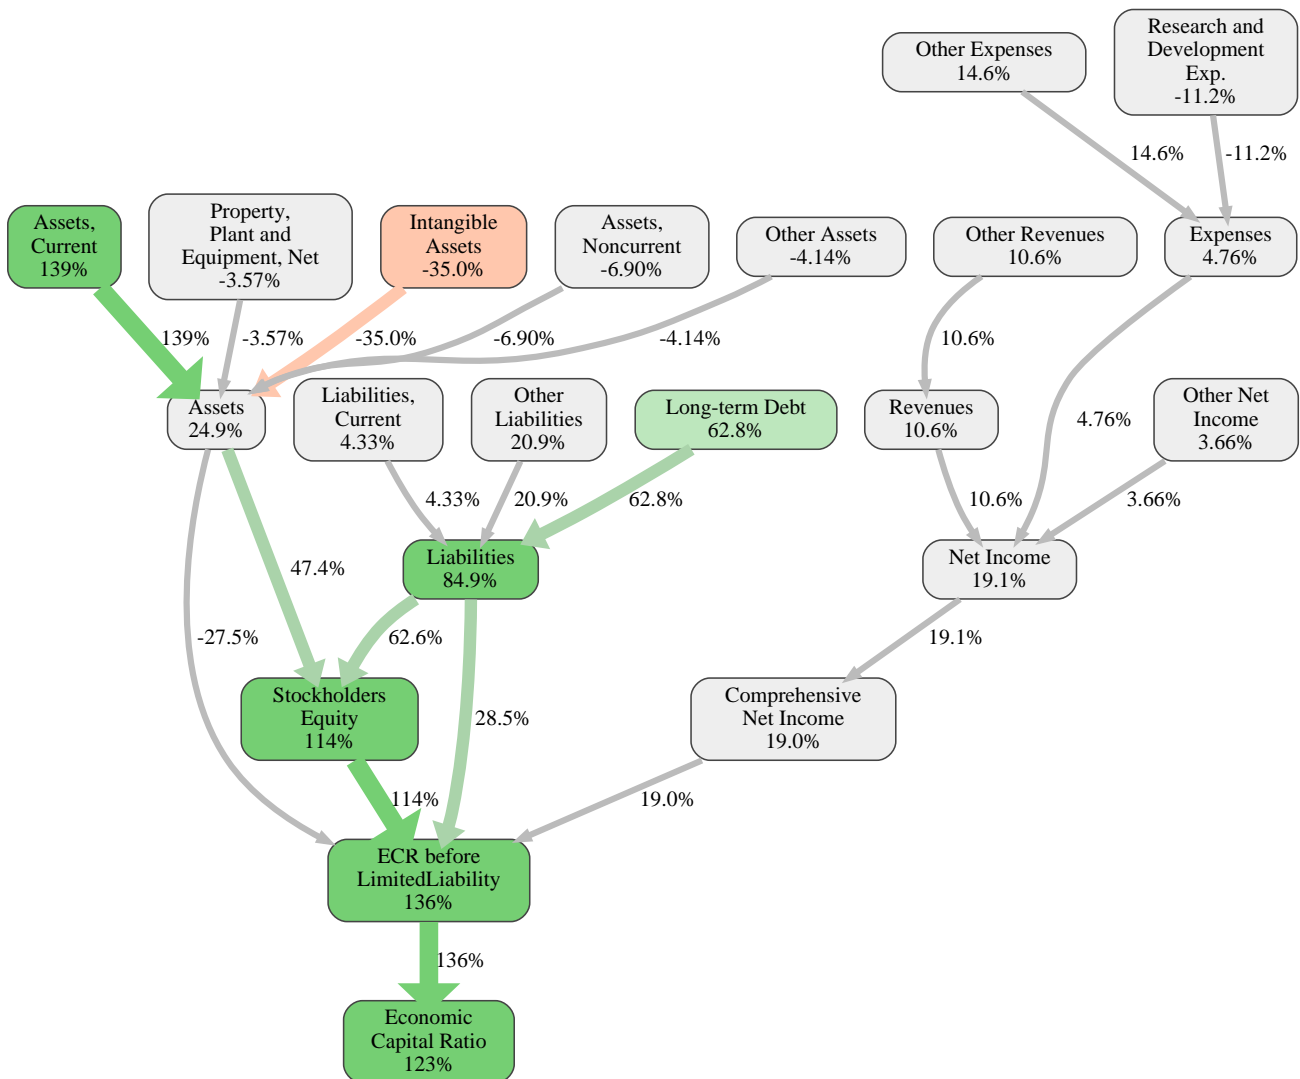 Other Expenses
14.6%
Research and
Development
Exp.
-11.2%
14.6%
-11.2%
Assets,
Current
139%
Property,
Plant and
Equipment, Net
-3.57%
Intangible
Assets
-35.0%
Assets,
Noncurrent
-6.90%
Other Assets
-4.14%
Other Revenues
10.6%
Expenses
4.76%
139%
-3.57%
-35.0%
-6.90%
-4.14%
10.6%
4.76%
Assets
24.9%
Liabilities,
Current
4.33%
Other
Liabilities
20.9%
Long-term Debt
62.8%
Revenues
10.6%
Other Net
Income
3.66%
4.33%
20.9%
62.8%
10.6%
3.66%
47.4%
Liabilities
84.9%
Net Income
19.1%
-27.5%
62.6%
28.5%
19.1%
Stockholders
Equity
114%
Comprehensive
Net Income
19.0%
114%
19.0%
ECR before
LimitedLiability
136%
136%
Economic
Capital Ratio
123%